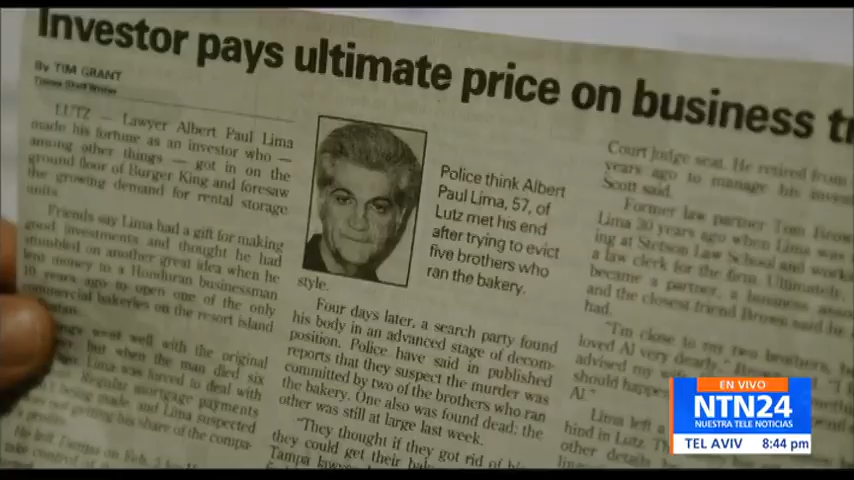 Investor pays ultimate price on business
By TIM GRANT
LUTZ — Lawyer Albert Paul Lima
made his fortune as an investor who —
among other things — got in on the
ground floor of Burger King and foresaw
the growing demand for rental storage
units.
Friends say Lima had a gift for making
good investments and thought he had
stumbled on another great idea when he
lent money to a Honduran businessman
10 years ago to open one of the only
commercial bakeries on the resort island
went well with the original
but when the man died six
Lima was forced to deal with
Regular mortgage payments
being made and Lima suspected
not getting his share of the
Police think Albert
Paul Lima, 57, of
Lutz met his end
after trying to evict
five brothers who
ran the bakery.
style.
Four days later, a search party found
his body in an advanced stage of decom-
position. Police have said in published
reports that they suspect the murder was
committed by two of the brothers who ran
the bakery. One also was found dead; the
other was still at large last week.
"They thought if they got rid of
they could get their
Tampa
Court Judge seat. He retired from
years ago to manage his
Scott said.
Former law partner Tom
Lima 30 years ago when Lima was
ing at Stetson Law School and
a law clerk for the firm. Ultimately,
became a partner, a business
and the closest friend Brown said he
had.
"I'm close to my two brothers,
loved Al very dearly."
advised my
should
Al."
Lima left a
hind in Lutz.
other details
EN VIVO
NTN24
NUESTRA TELE NOTICIAS
TEL AVIV 8:44 pm